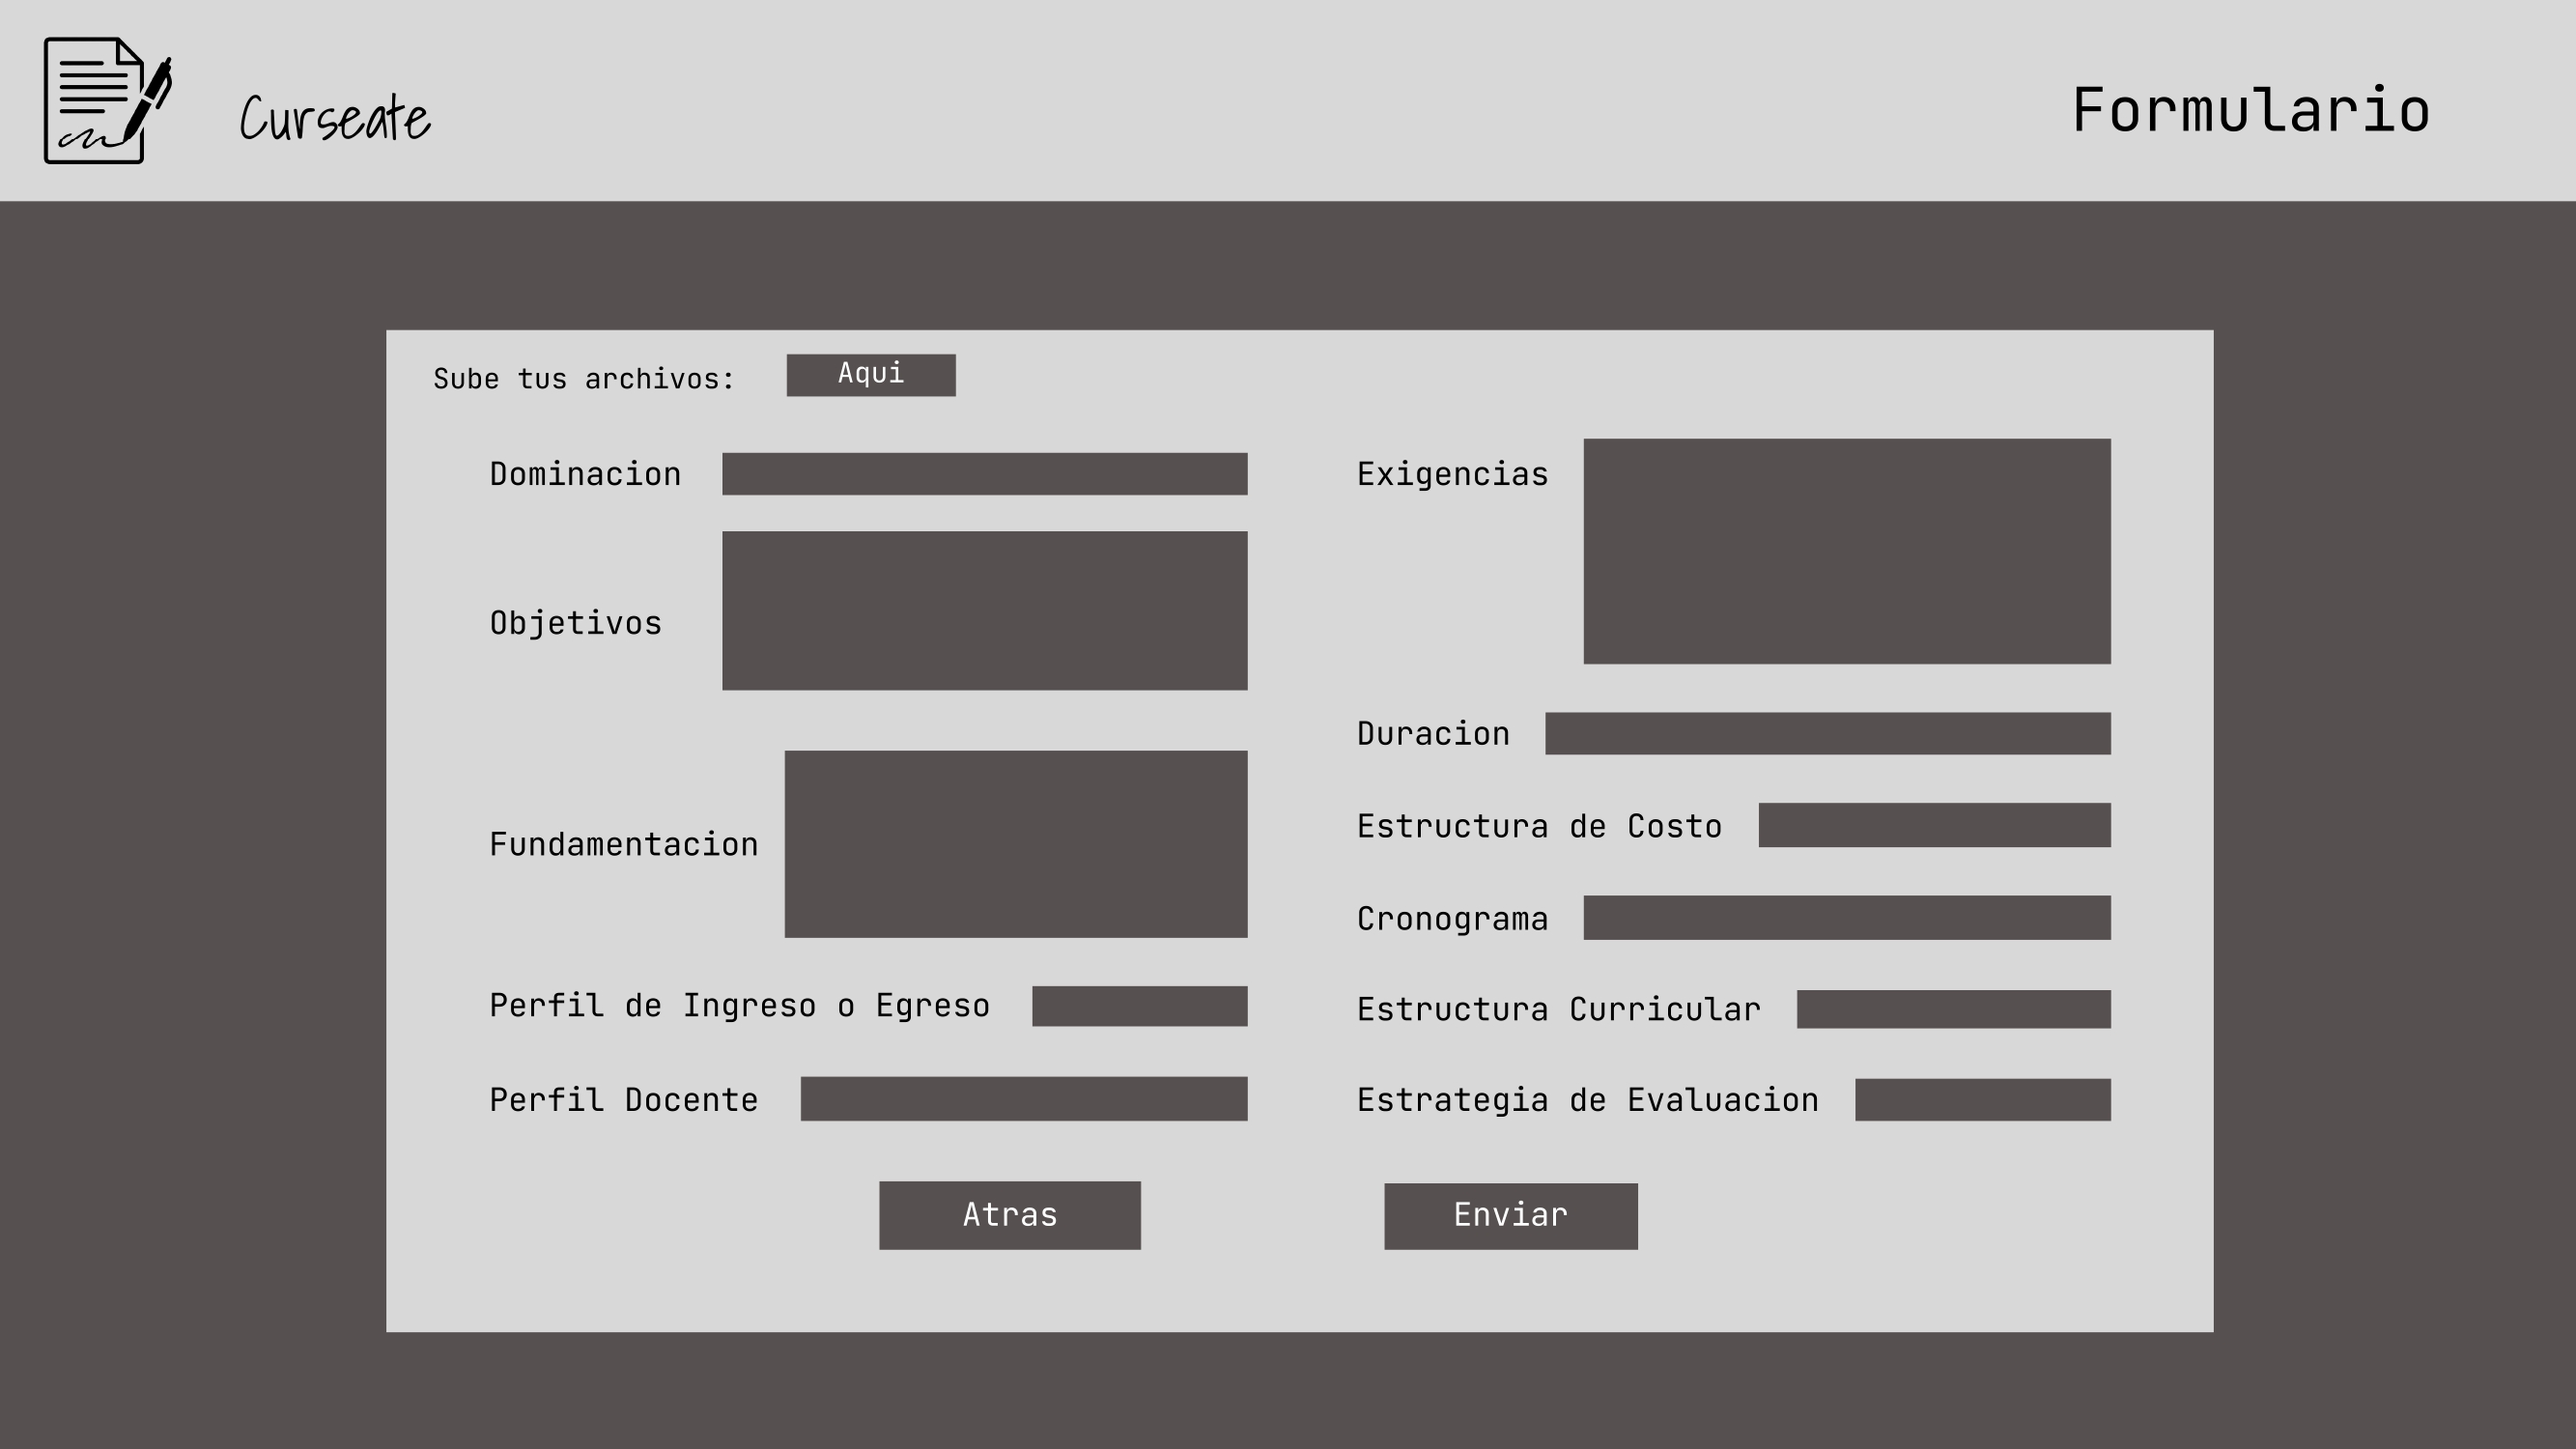 Curseate
Formulario
Sube tus archivos:
Aqui
Dominacion
Objetivos
Fundamentacion
Perfil de Ingreso o Egreso
Perfil Docente
Exigencias
Duracion
Estructura de Costo
Cronograma
Estructura Curricular
Estrategia de Evaluacion
Atras
Enviar